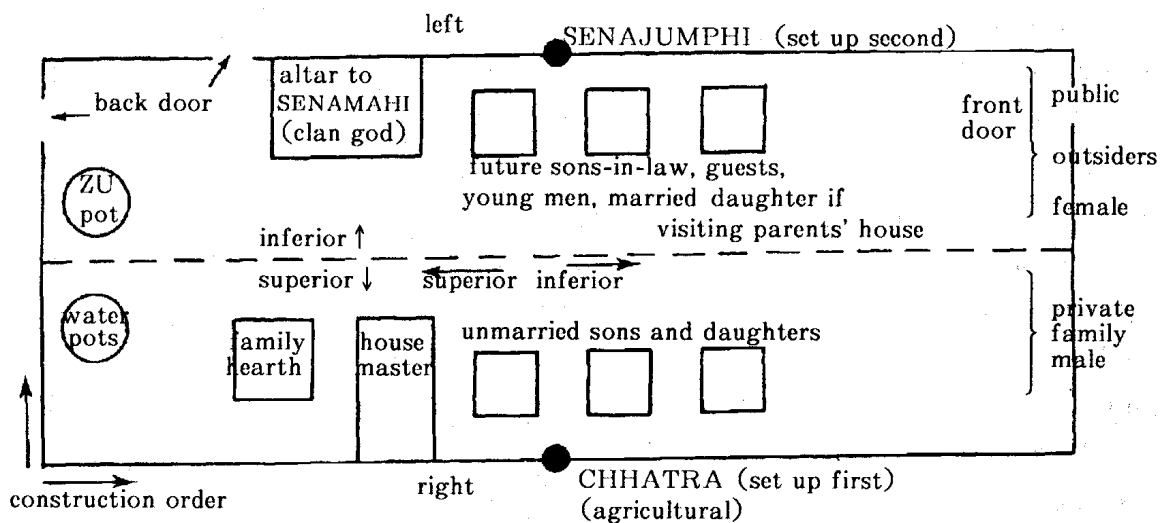 left
SENAJUMPHI (set up second)
back door
altar to
SENAMAHI
(clan god)
front
door
public
outsiders
female
future sons-in-law, guests,
young men, married daughter if
visiting parents' house
ZU
pot
inferior ↑
superior ↓
superior inferior
water
pots
family
hearth
house
master
unmarried sons and daughters
private
family
male
construction order
right
CHHATRA (set up first)
(agricultural)